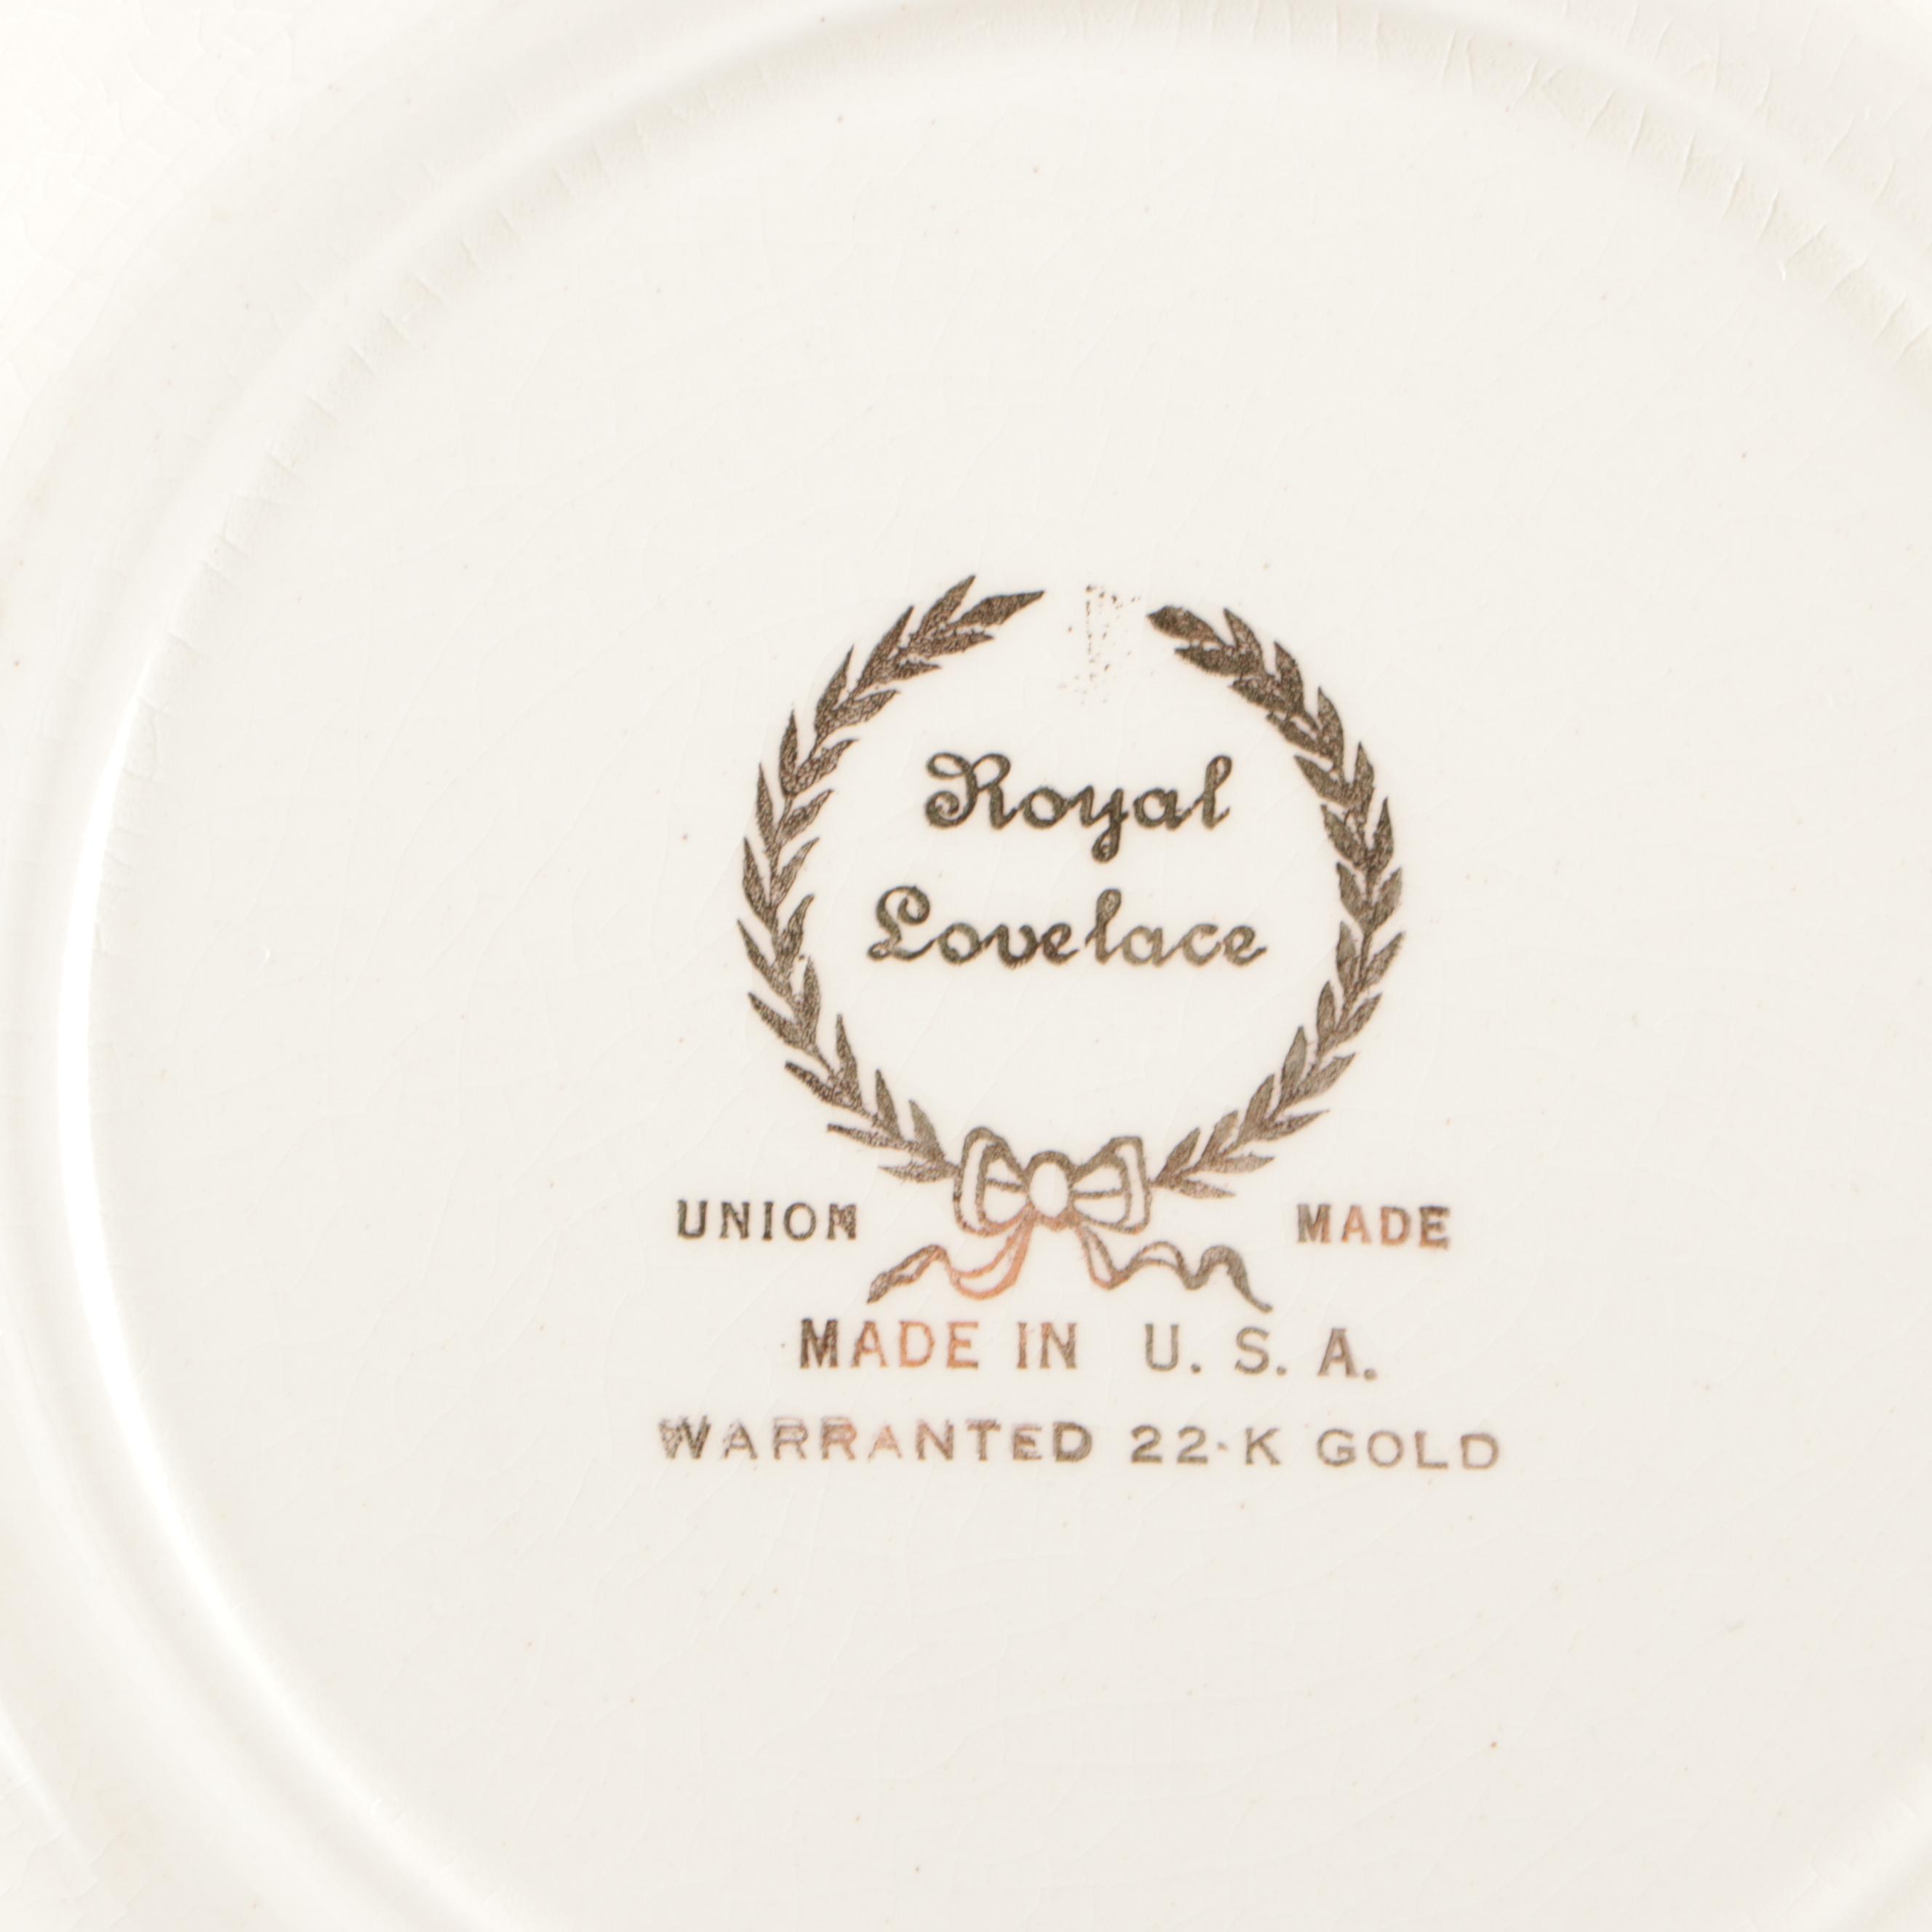 Royal
Lovelace
UNION MADE
MADE IN U. S. A.
WARRANTED 22-K GOLD